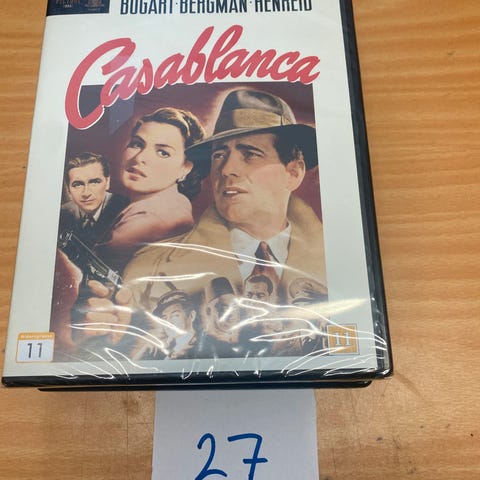 BOGART·BERGMAN·HENREID
Casablanca
11
11
27